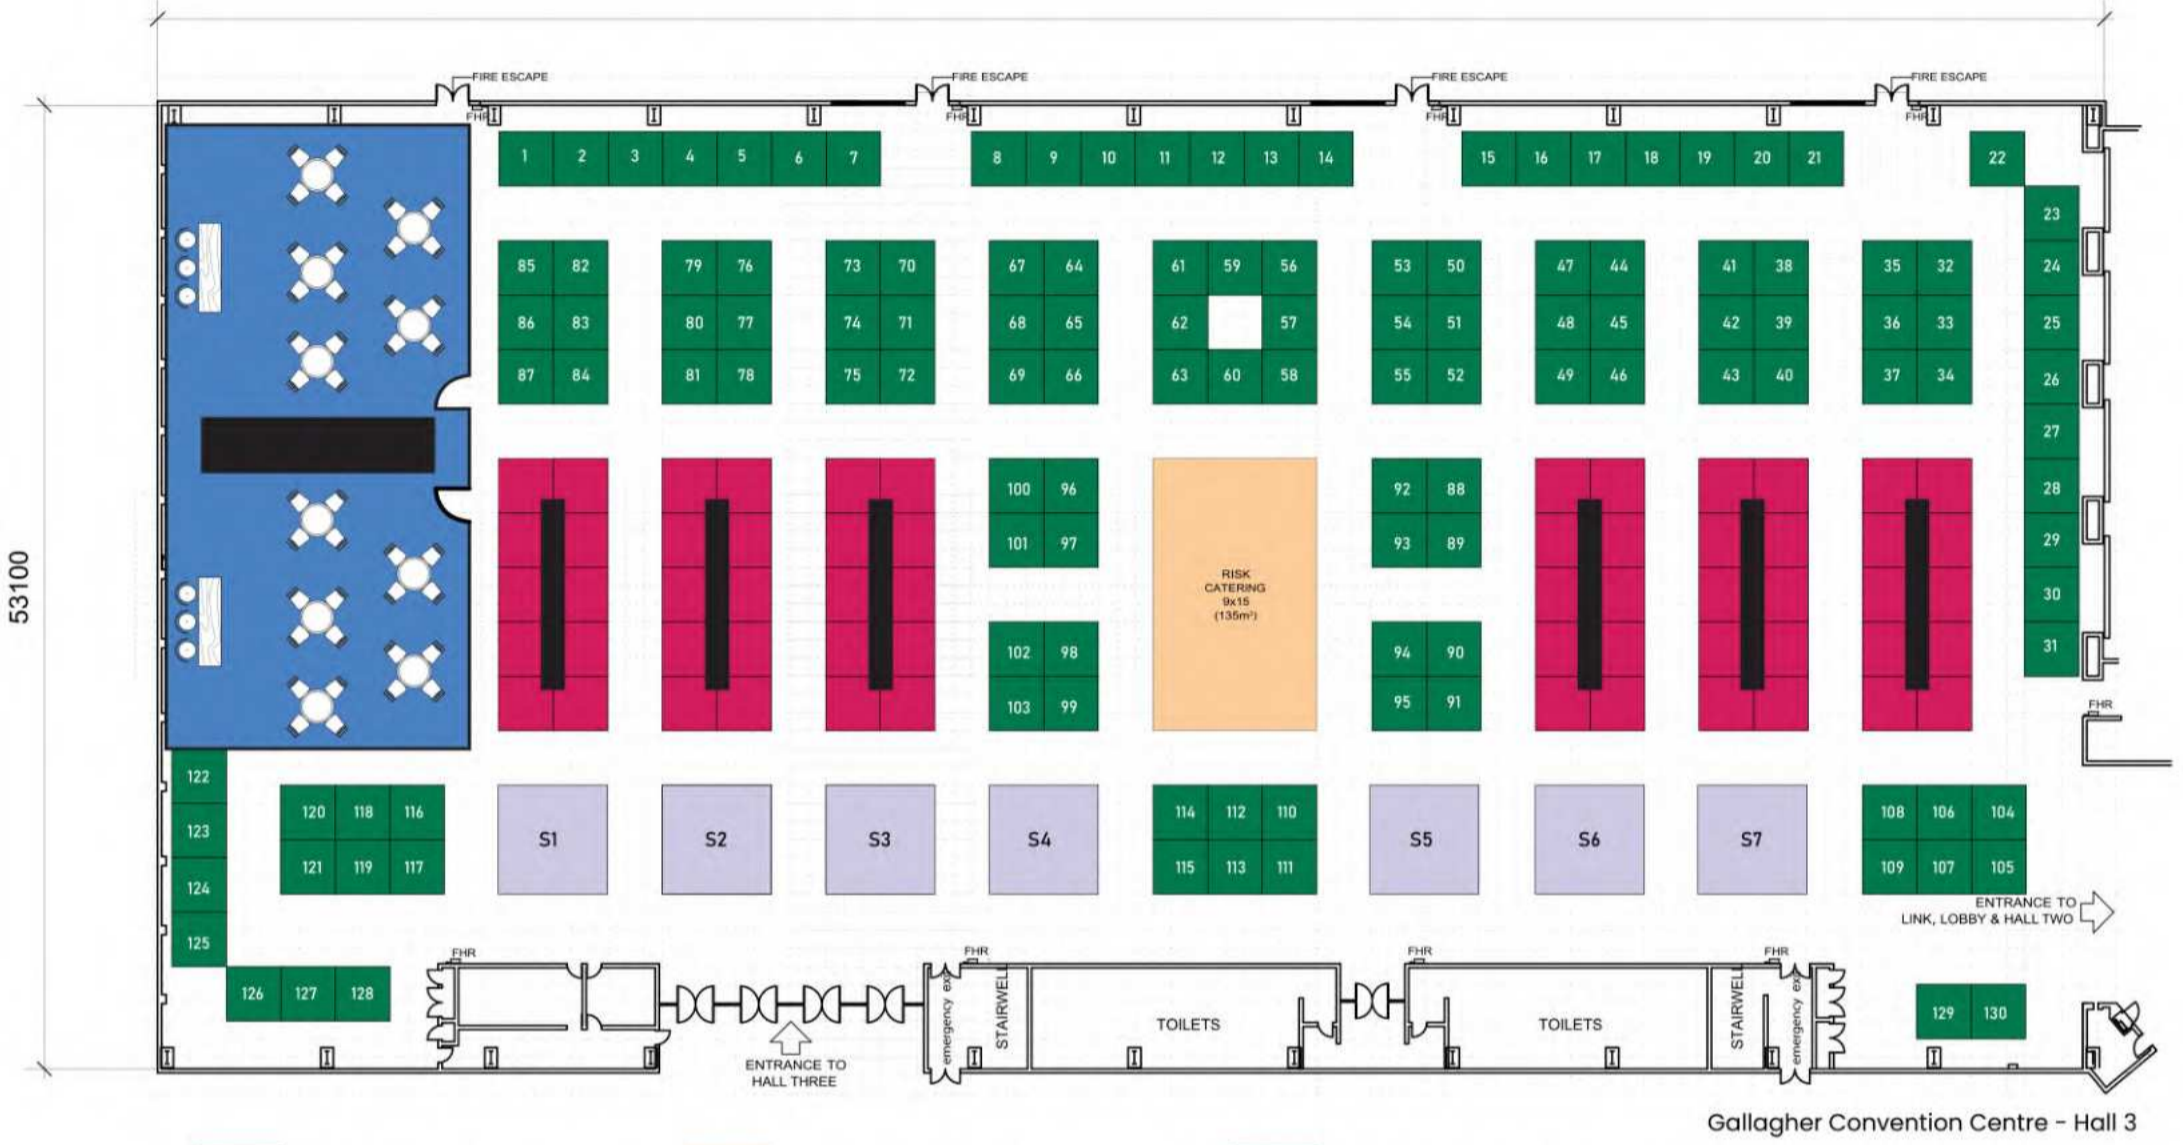 FIRE ESCAPE FIRE ESCAPE FIRE ESCAPE FIRE ESCAPE
FHR FHR FHR FHR
1 2 3 4 5 6 7 8 9 10 11 12 13 14 15 16 17 18 19 20 21 22
23
85 82 79 76 73 70 67 64 61 59 56 53 50 47 44 41 38 35 32 24
86 83 80 77 74 71 68 65 62 57 54 51 48 45 42 39 36 33 25
87 84 81 78 75 72 69 66 63 60 58 55 52 49 46 43 40 37 34 26
27
100 96 92 88 28
101 97 93 89 29
53100
RISK
CATERING
9x15
(135m²)
30
102 98 94 90 31
103 99 95 91
FHR
122
120 118 116 114 112 110 108 106 104
123 S1 S2 S3 S4 S5 S6 S7
121 119 117 115 113 111 109 107 105
124
ENTRANCE TO
LINK, LOBBY & HALL TWO
125
FHR FHR FHR FHR
126 127 128
STAIRWELL STAIRWELL
129 130
emergency exit emergency exit
TOILETS TOILETS
ENTRANCE TO
HALL THREE
Gallagher Convention Centre - Hall 3